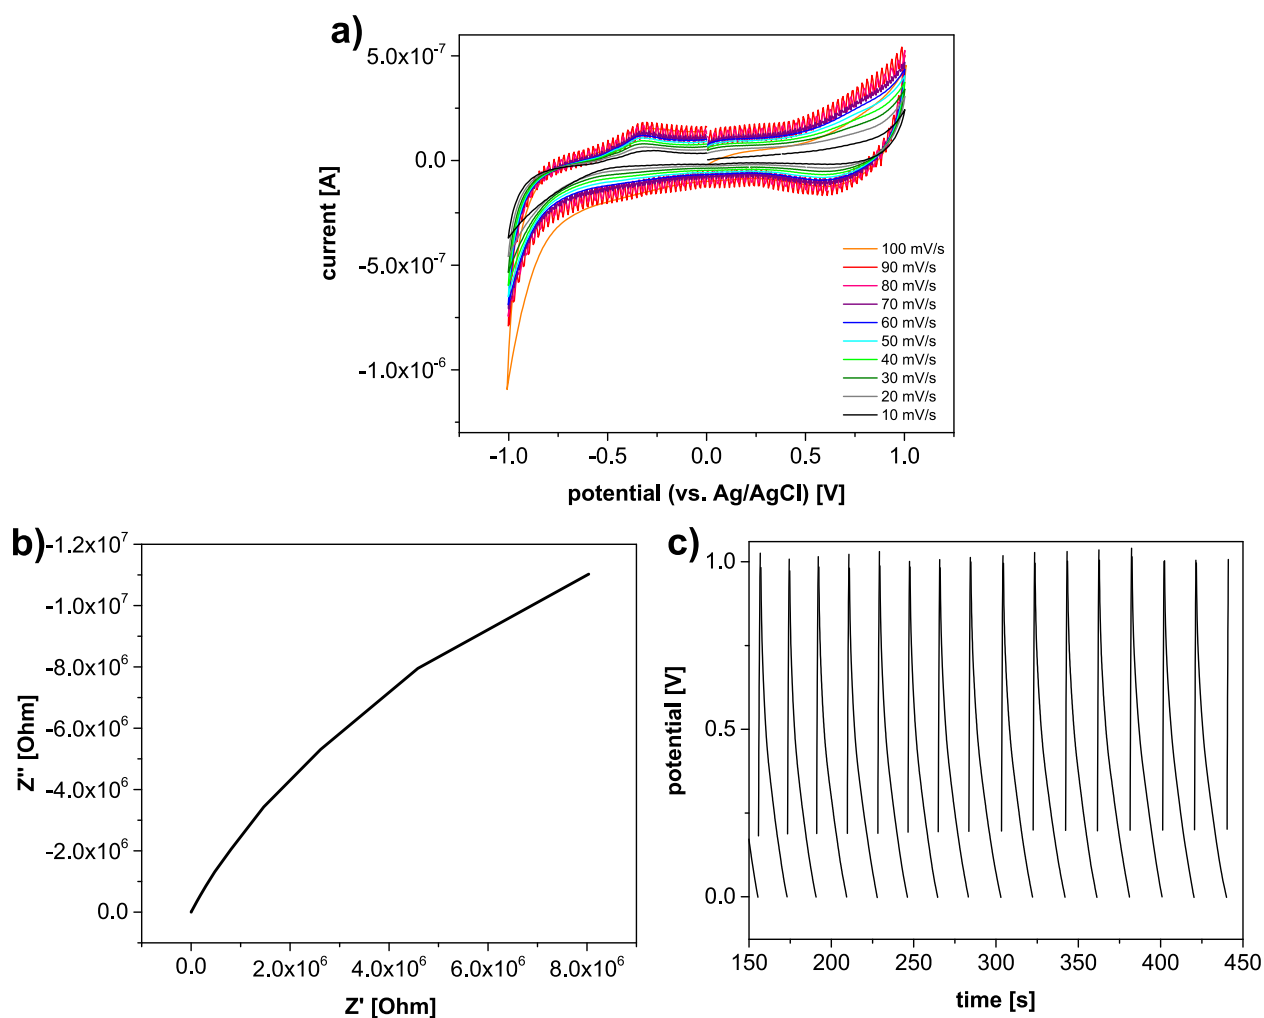 a)
5.0x10⁻⁷
0.0
-5.0x10⁻⁷
-1.0x10⁻⁶
current [A]
100 mV/s
90 mV/s
80 mV/s
70 mV/s
60 mV/s
50 mV/s
40 mV/s
30 mV/s
20 mV/s
10 mV/s
-1.0 -0.5 0.0 0.5 1.0
potential (vs. Ag/AgCl) [V]
b)
-1.2x10⁷
-1.0x10⁷
-8.0x10⁶
-6.0x10⁶
-4.0x10⁶
-2.0x10⁶
0.0
Z'' [Ohm]
0.0 2.0x10⁶ 4.0x10⁶ 6.0x10⁶ 8.0x10⁶
Z' [Ohm]
c)
1.0
0.5
0.0
potential [V]
150 200 250 300 350 400 450
time [s]